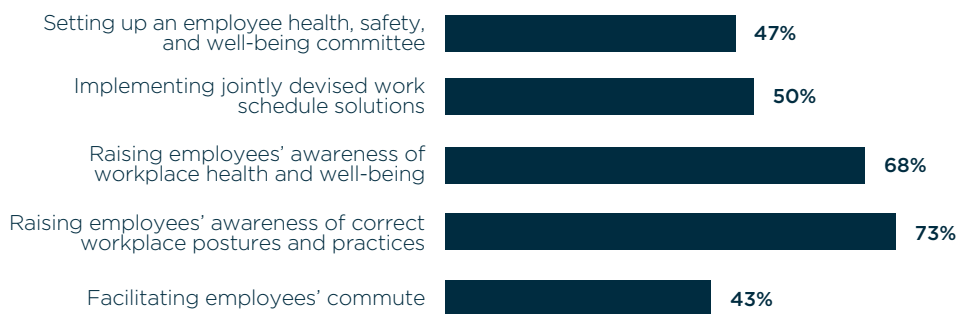 Setting up an employee health, safety,
and well-being committee
47%
Implementing jointly devised work
schedule solutions
50%
Raising employees’ awareness of
workplace health and well-being
68%
Raising employees’ awareness of correct
workplace postures and practices
73%
Facilitating employees’ commute
43%